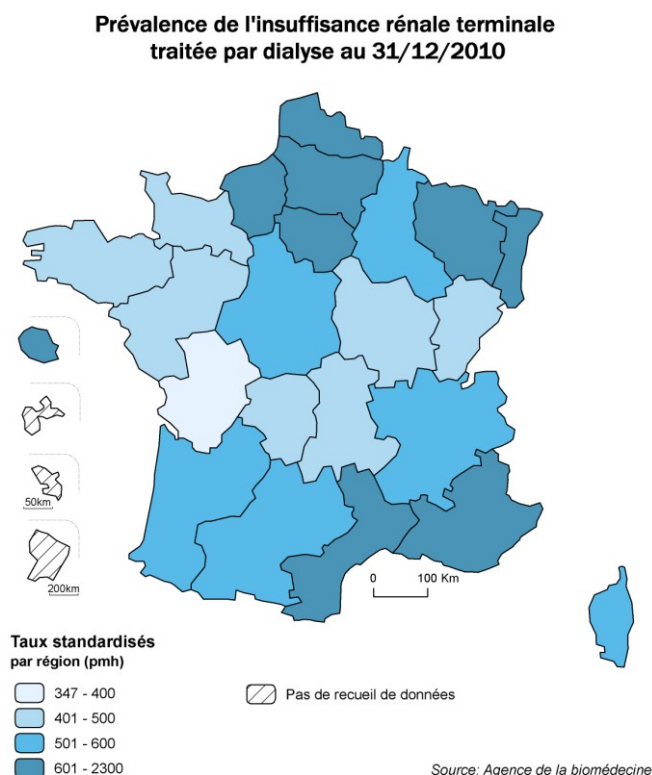 Prévalence de l'insuffisance rénale terminale
traitée par dialyse au 31/12/2010
50km
200km
0 100 Km
Taux standardisés
par région (pmh)
347 - 400
401 - 500
501 - 600
601 - 2300
Pas de recueil de données
Source: Agence de la biomédecine